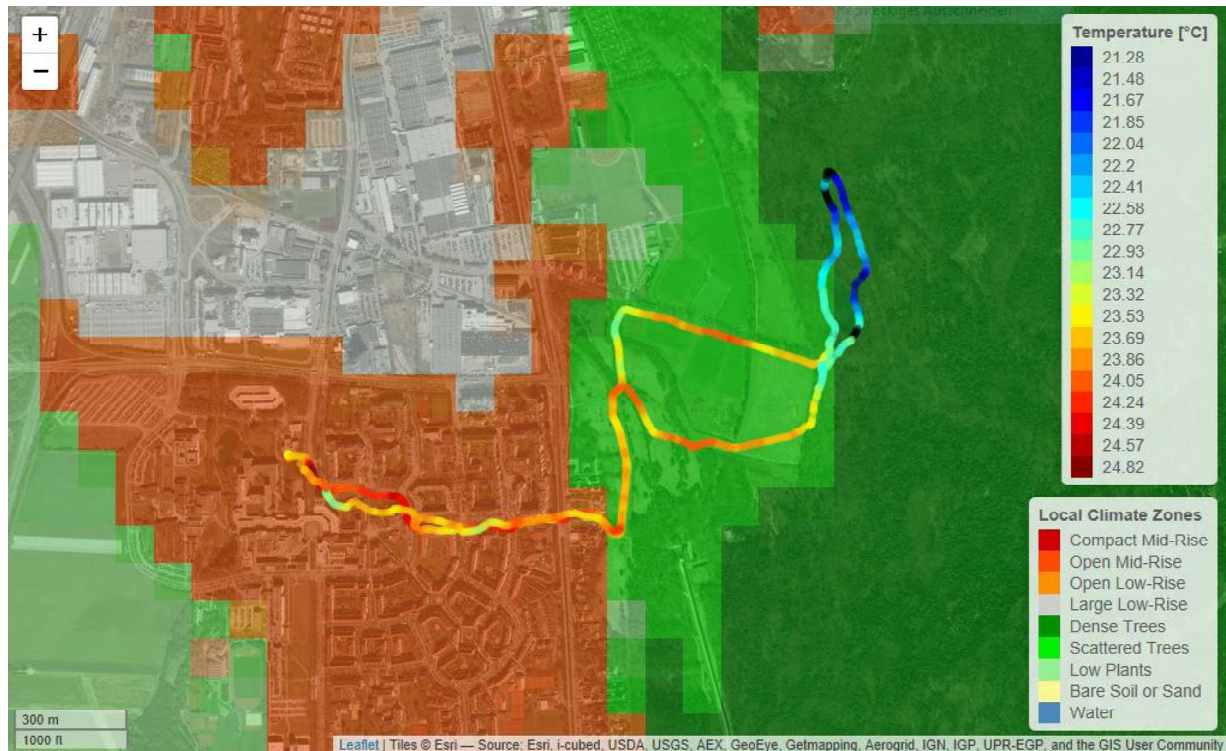 +
−
Rechteckiges Ausschneiden
Temperature [°C]
21.28
21.48
21.67
21.85
22.04
22.2
22.41
22.58
22.77
22.93
23.14
23.32
23.53
23.69
23.86
24.05
24.24
24.39
24.57
24.82
Local Climate Zones
Compact Mid-Rise
Open Mid-Rise
Open Low-Rise
Large Low-Rise
Dense Trees
Scattered Trees
Low Plants
Bare Soil or Sand
Water
300 m
1000 ft
Leaflet | Tiles © Esri — Source: Esri, i-cubed, USDA, USGS, AEX, GeoEye, Getmapping, Aerogrid, IGN, IGP, UPR-EGP, and the GIS User Communi